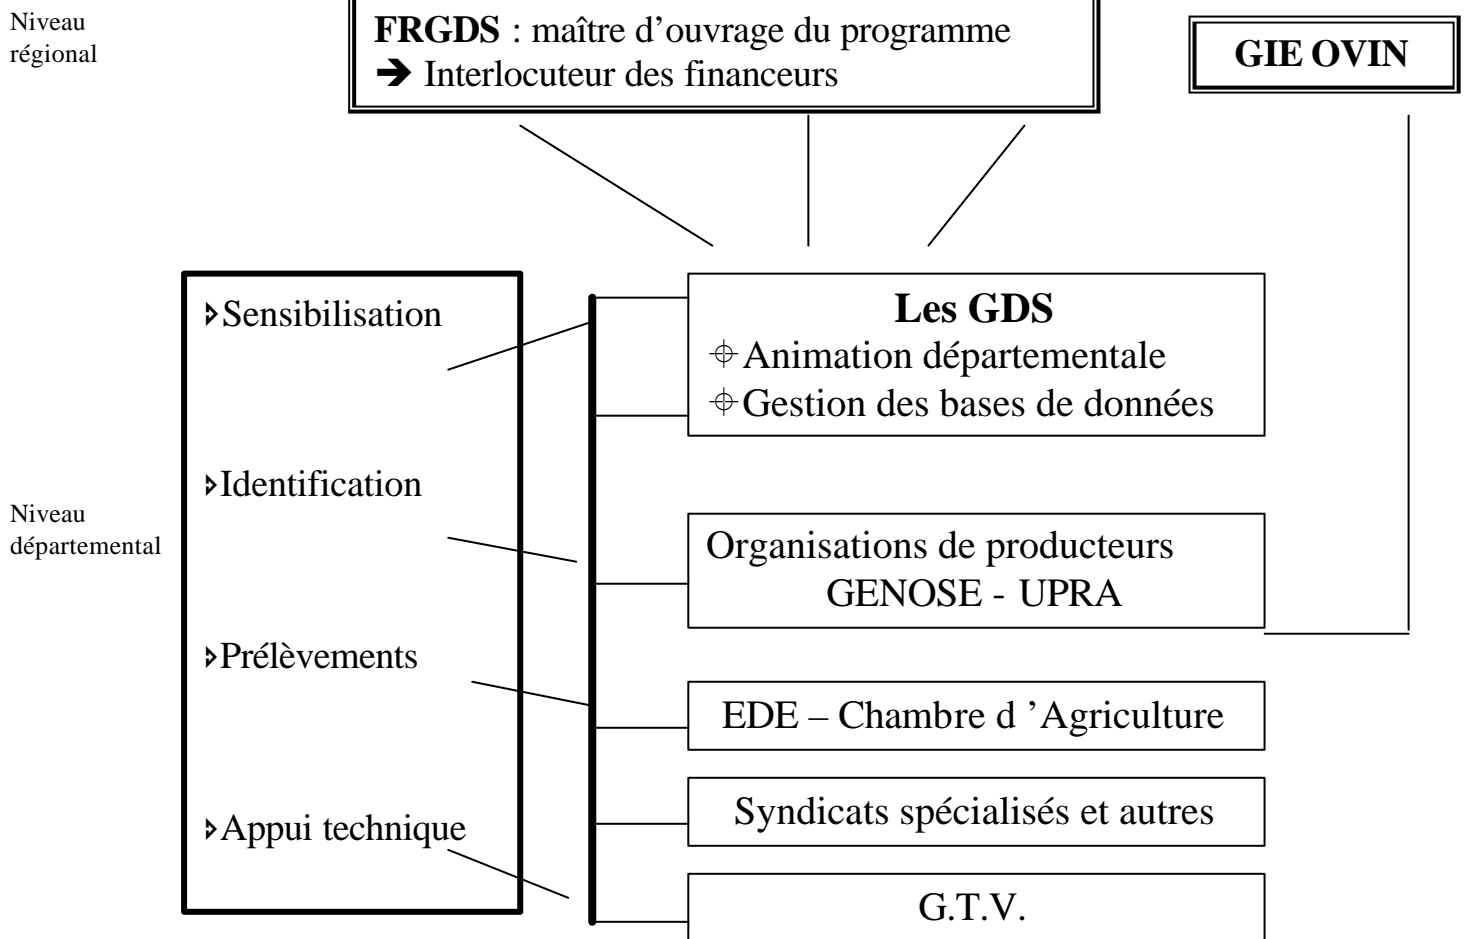 Niveau
régional
FRGDS : maître d’ouvrage du programme
➔ Interlocuteur des financeurs
GIE OVIN
Sensibilisation
Identification
Prélèvements
Appui technique
Niveau
départemental
Les GDS
Animation départementale
Gestion des bases de données
Organisations de producteurs
GENOSE - UPRA
EDE – Chambre d ’Agriculture
Syndicats spécialisés et autres
G.T.V.